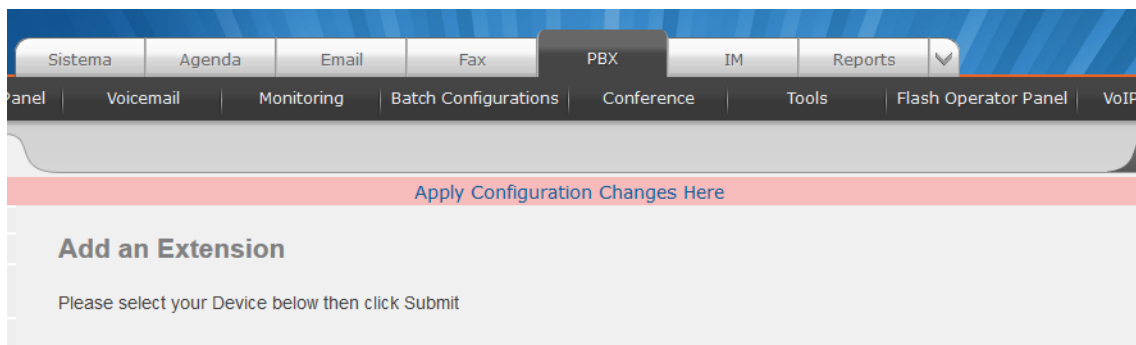 Sistema Agenda Email Fax PBX IM Reports
Panel Voicemail Monitoring Batch Configurations Conference Tools Flash Operator Panel VoIP
Apply Configuration Changes Here
Add an Extension
Please select your Device below then click Submit